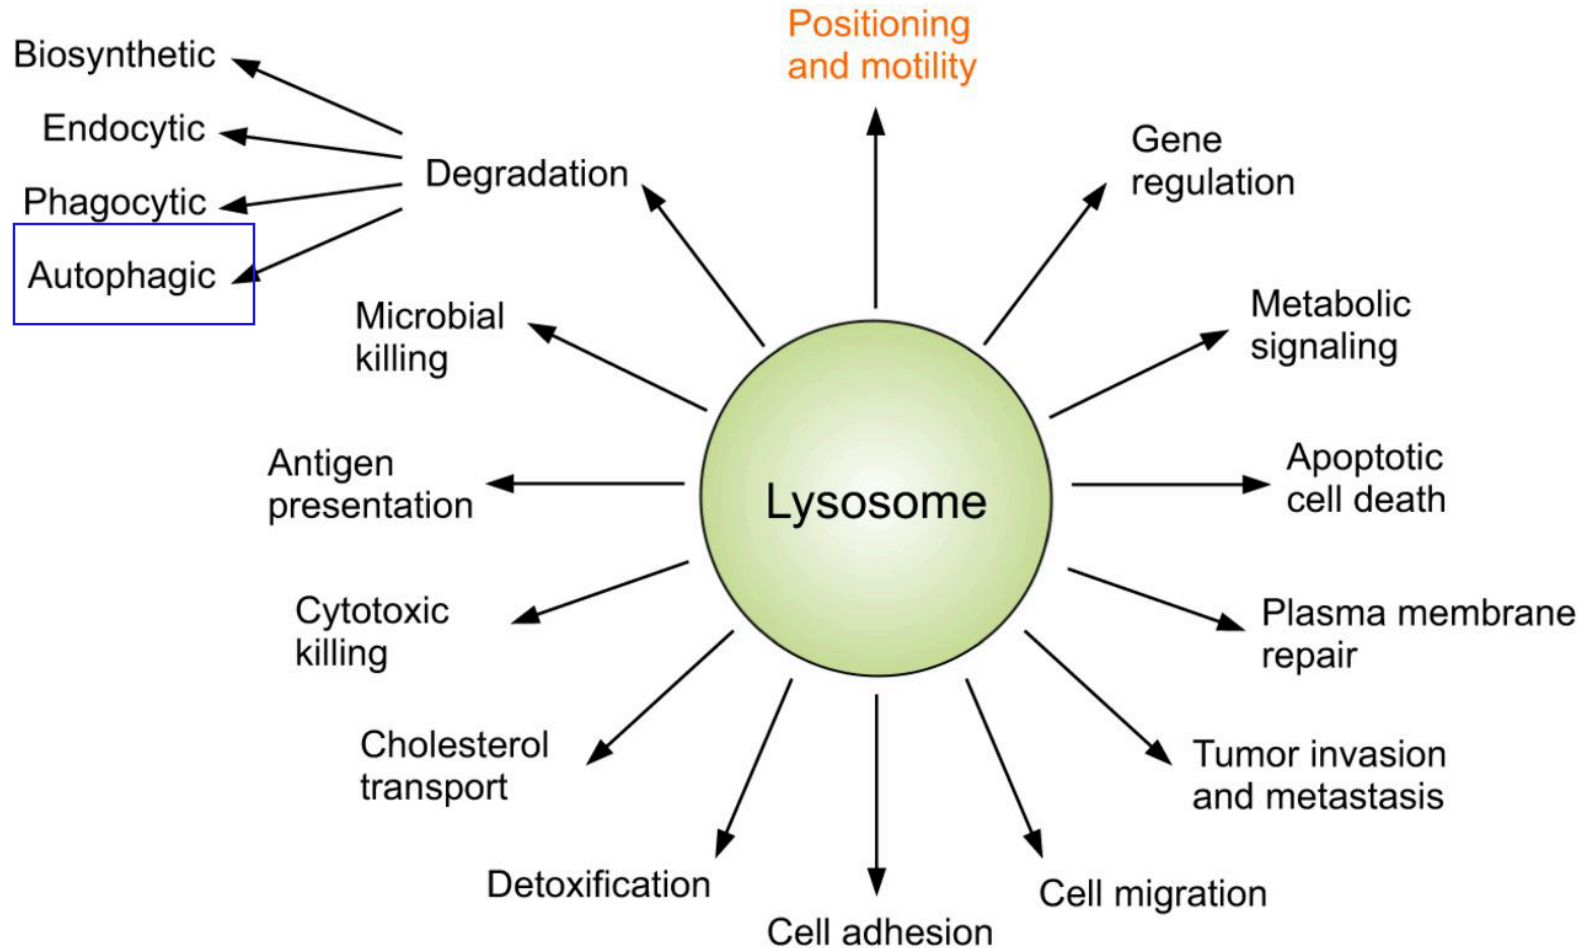 Positioning
and motility
Biosynthetic
Endocytic
Phagocytic
Autophagic
Degradation
Gene
regulation
Microbial
killing
Metabolic
signaling
Antigen
presentation
Lysosome
Apoptotic
cell death
Cytotoxic
killing
Plasma membrane
repair
Cholesterol
transport
Tumor invasion
and metastasis
Detoxification
Cell adhesion
Cell migration